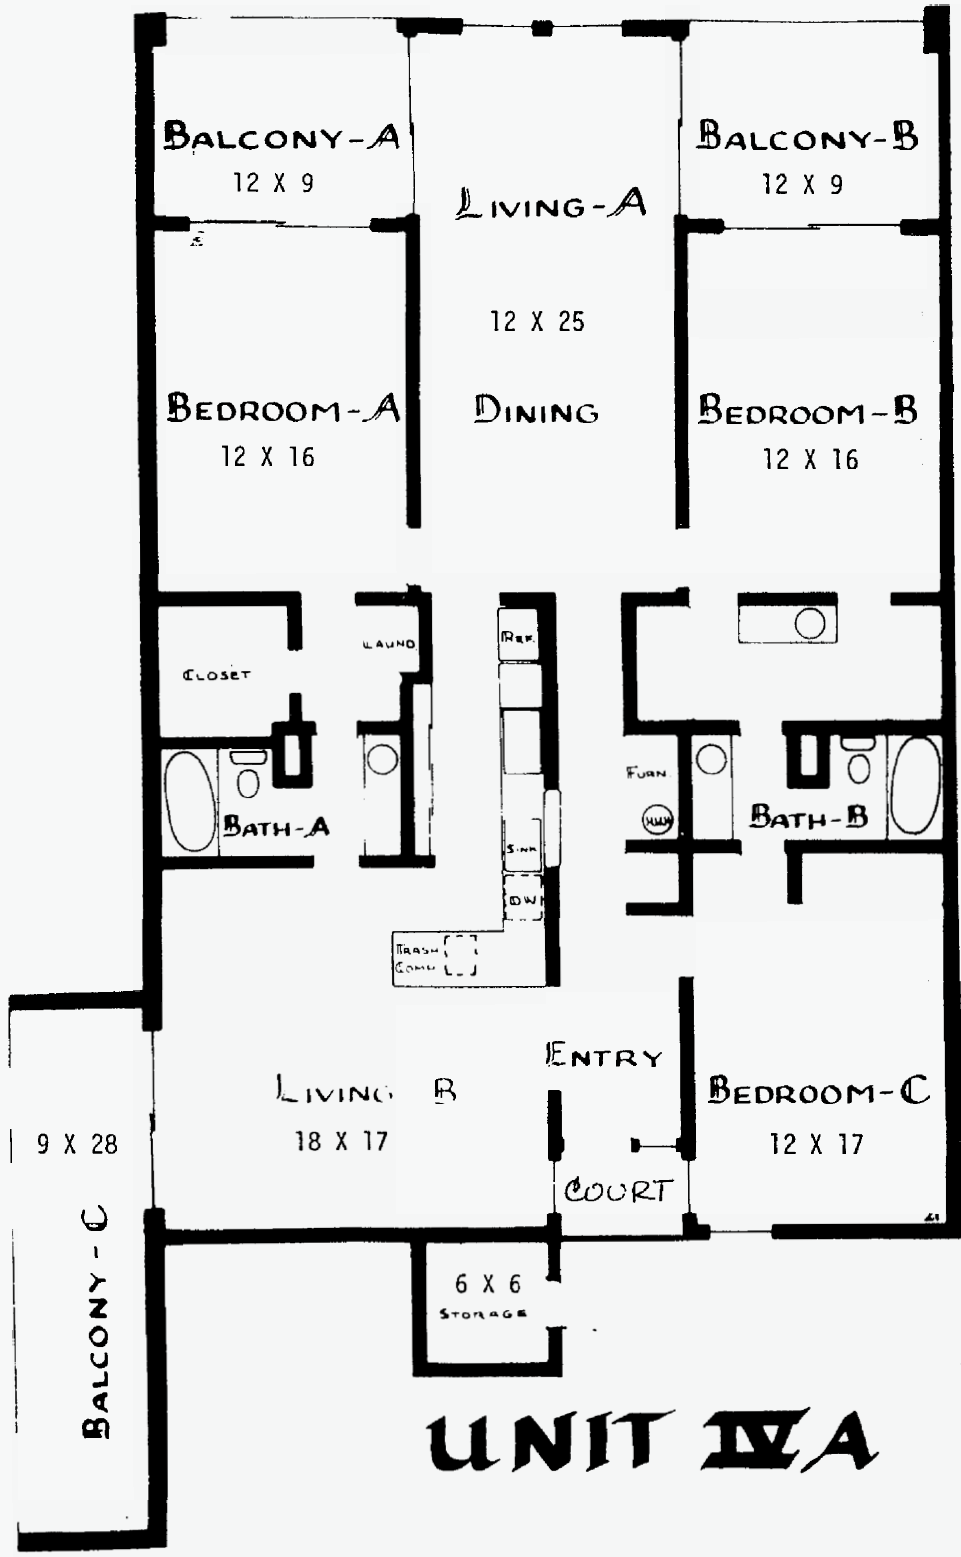 BALCONY-A
12 X 9
BALCONY-B
12 X 9
LIVING-A
12 X 25
DINING
BEDROOM-A
12 X 16
BEDROOM-B
12 X 16
REF.
LAUND
CLOSET
FURN.
BATH-A
BATH-B
SINK
DW
TRASH
COMP
ENTRY
LIVING B
18 X 17
BEDROOM-C
12 X 17
9 X 28
BALCONY-C
COURT
6 X 6
STORAGE
UNIT IVA